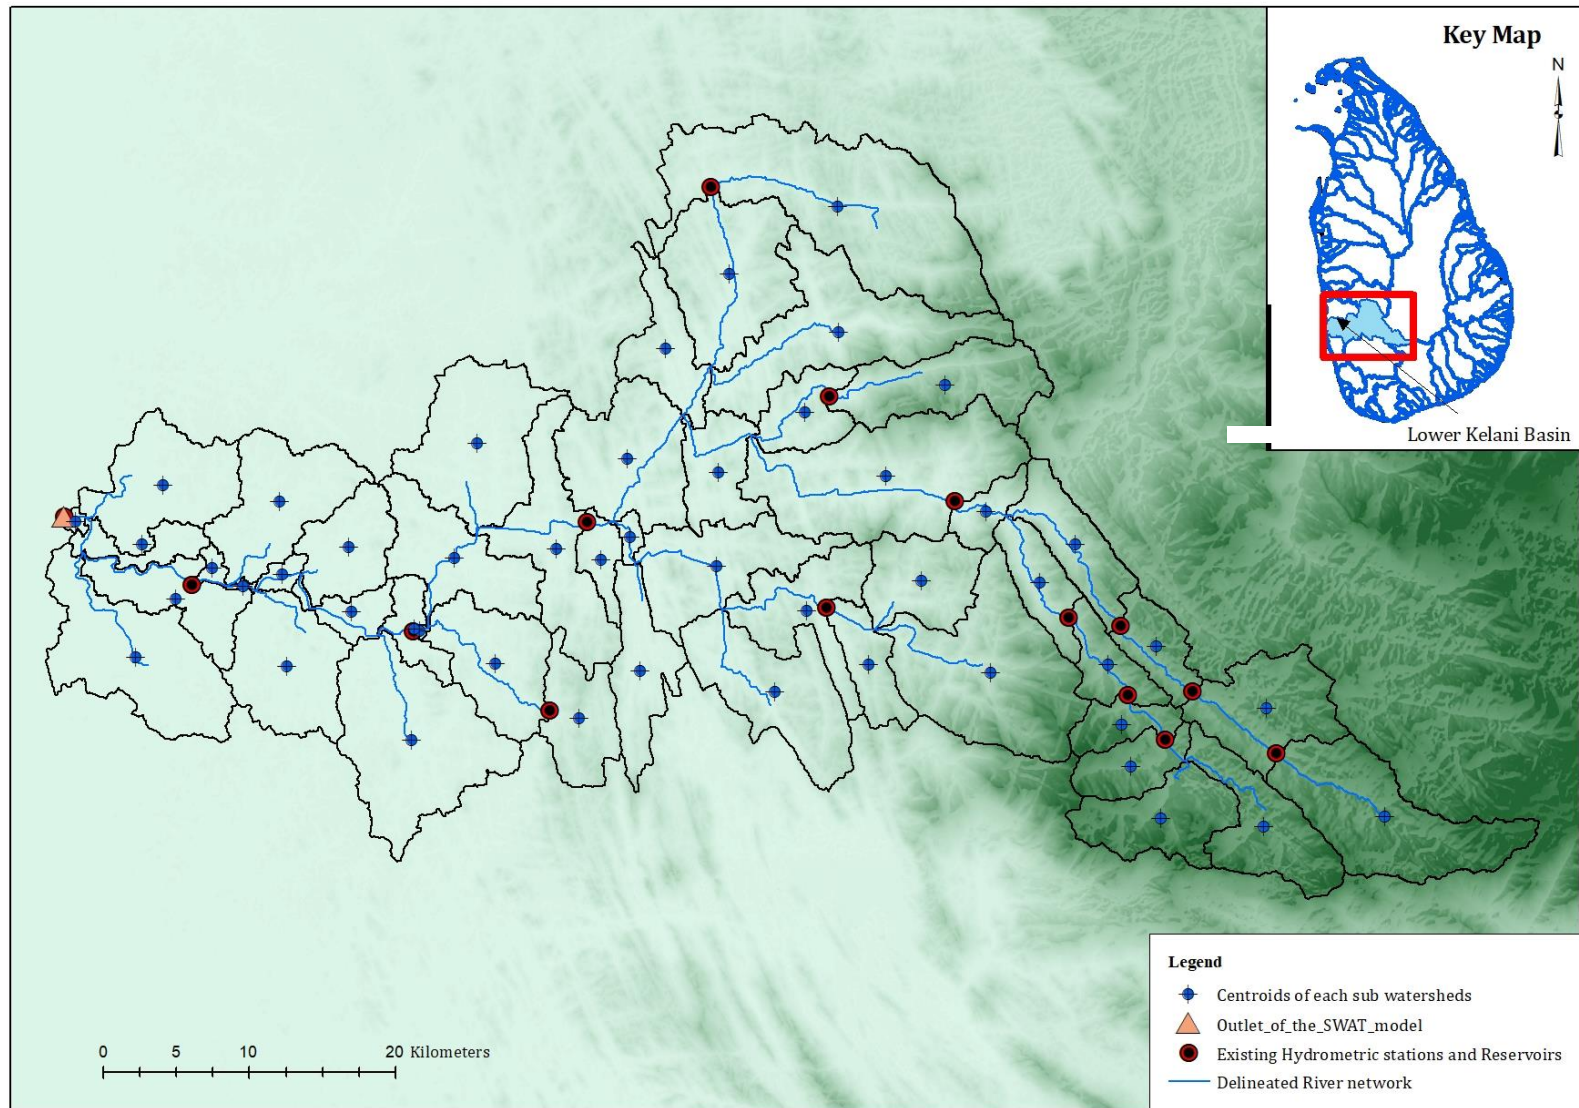 Key Map
N
Lower Kelani Basin
Legend
Centroids of each sub watersheds
Outlet_of_the_SWAT_model
Existing Hydrometric stations and Reservoirs
Delineated River network
0 5 10 20 Kilometers